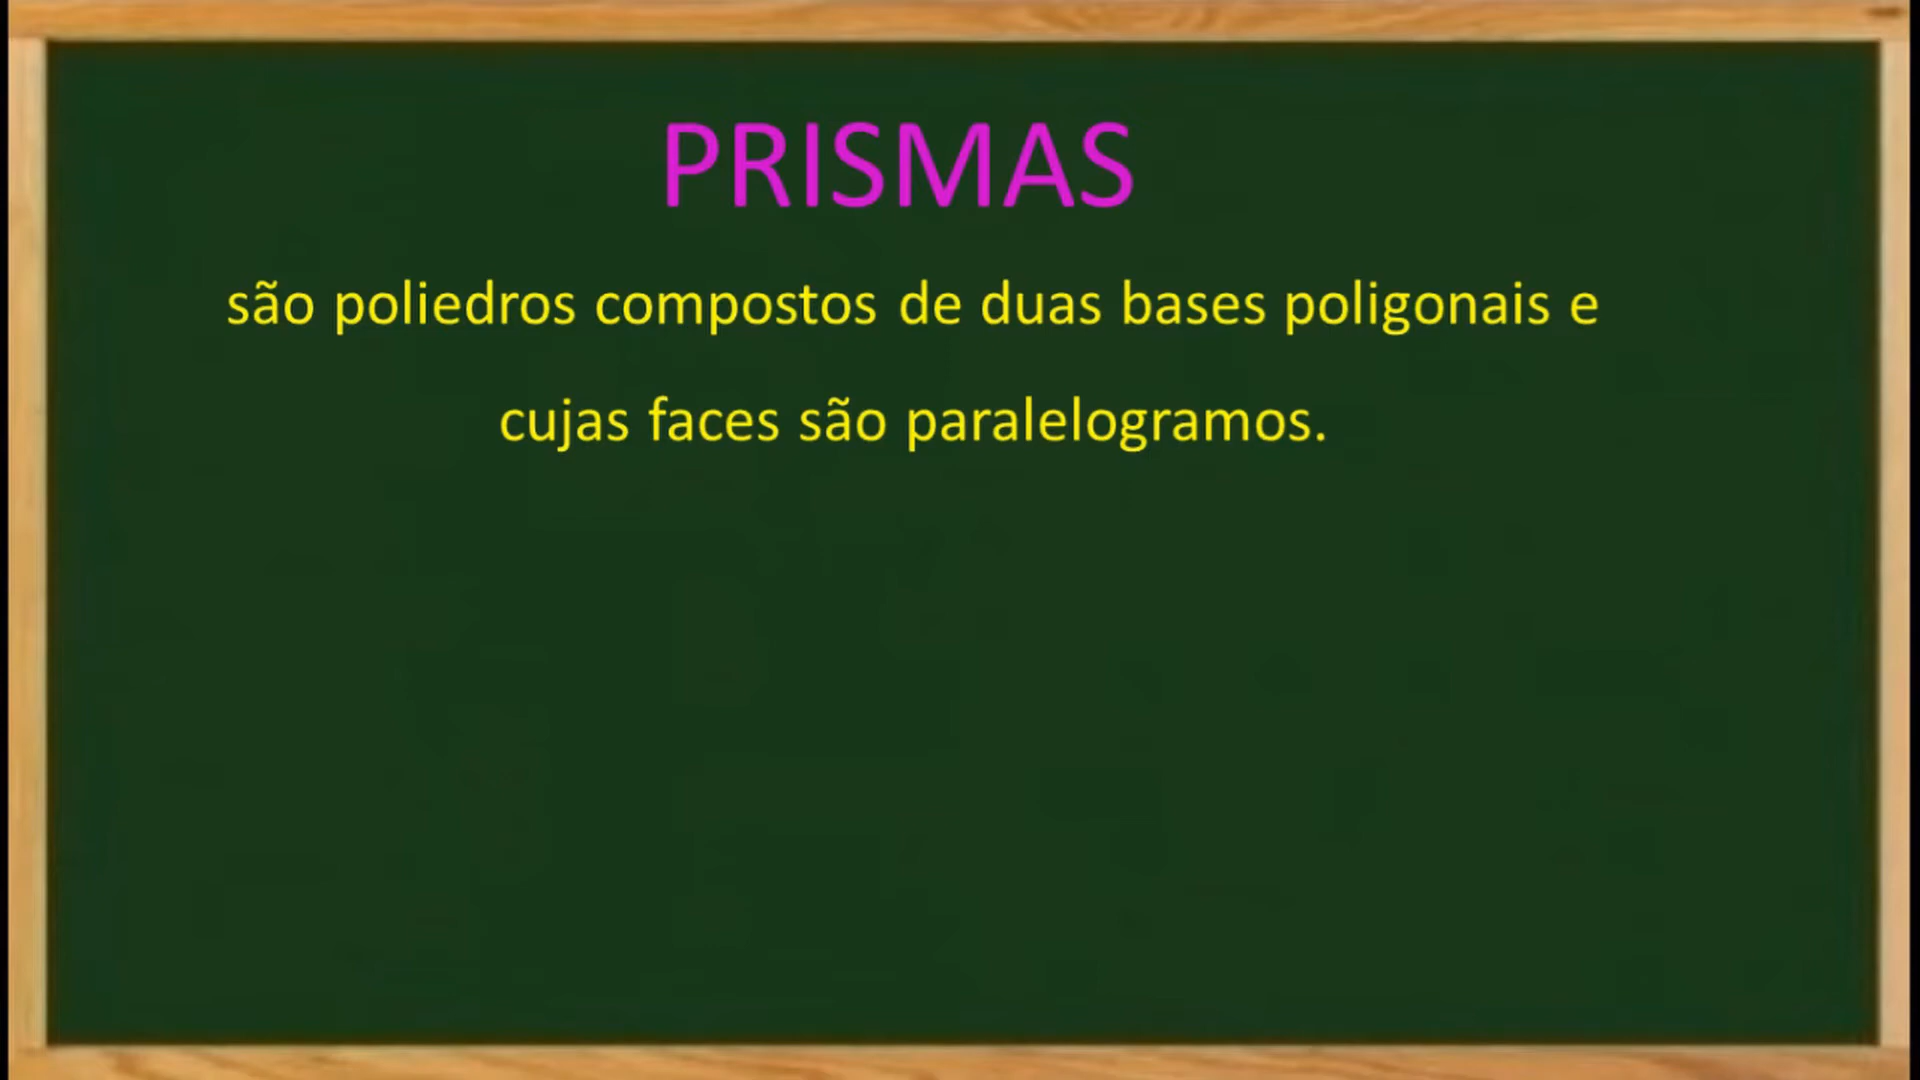 PRISMAS
são poliedros compostos de duas bases poligonais e
cujas faces são paralelogramos.